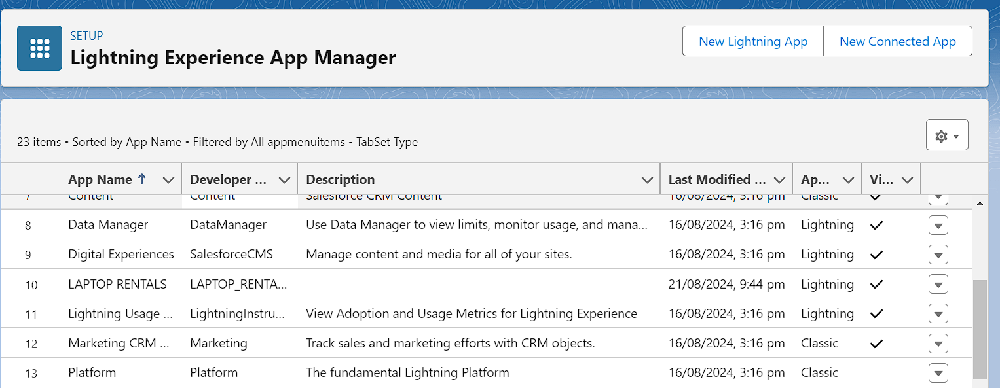 SETUP
Lightning Experience App Manager
New Lightning App New Connected App
23 items • Sorted by App Name • Filtered by All appmenuitems - TabSet Type
App Name Developer ... Description Last Modified ... Ap... Vi...
7 Content Content Salesforce CRM Content 16/08/2024, 3:16 pm Classic
8 Data Manager DataManager Use Data Manager to view limits, monitor usage, and mana... 16/08/2024, 3:16 pm Lightning
9 Digital Experiences SalesforceCMS Manage content and media for all of your sites. 16/08/2024, 3:16 pm Lightning
10 LAPTOP RENTALS LAPTOP_RENTA... 21/08/2024, 9:44 pm Lightning
11 Lightning Usage ... LightningInstru... View Adoption and Usage Metrics for Lightning Experience 16/08/2024, 3:16 pm Lightning
12 Marketing CRM ... Marketing Track sales and marketing efforts with CRM objects. 16/08/2024, 3:16 pm Classic
13 Platform Platform The fundamental Lightning Platform 16/08/2024, 3:16 pm Classic